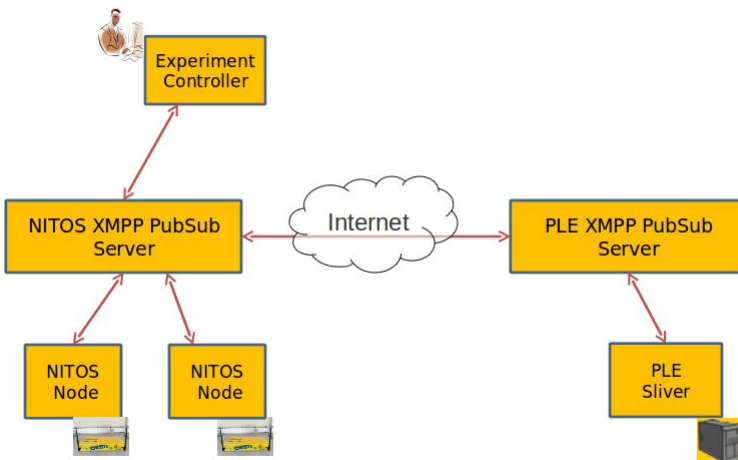 Experiment
Controller
NITOS XMPP PubSub
Server
Internet
PLE XMPP PubSub
Server
NITOS
Node
NITOS
Node
PLE
Sliver